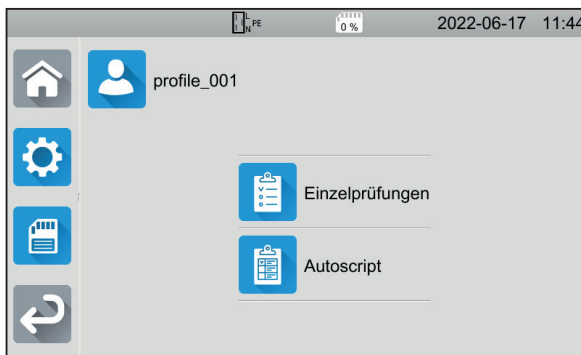 L
N PE
0 %
2022-06-17 11:44
profile_001
Einzelprüfungen
Autoscript